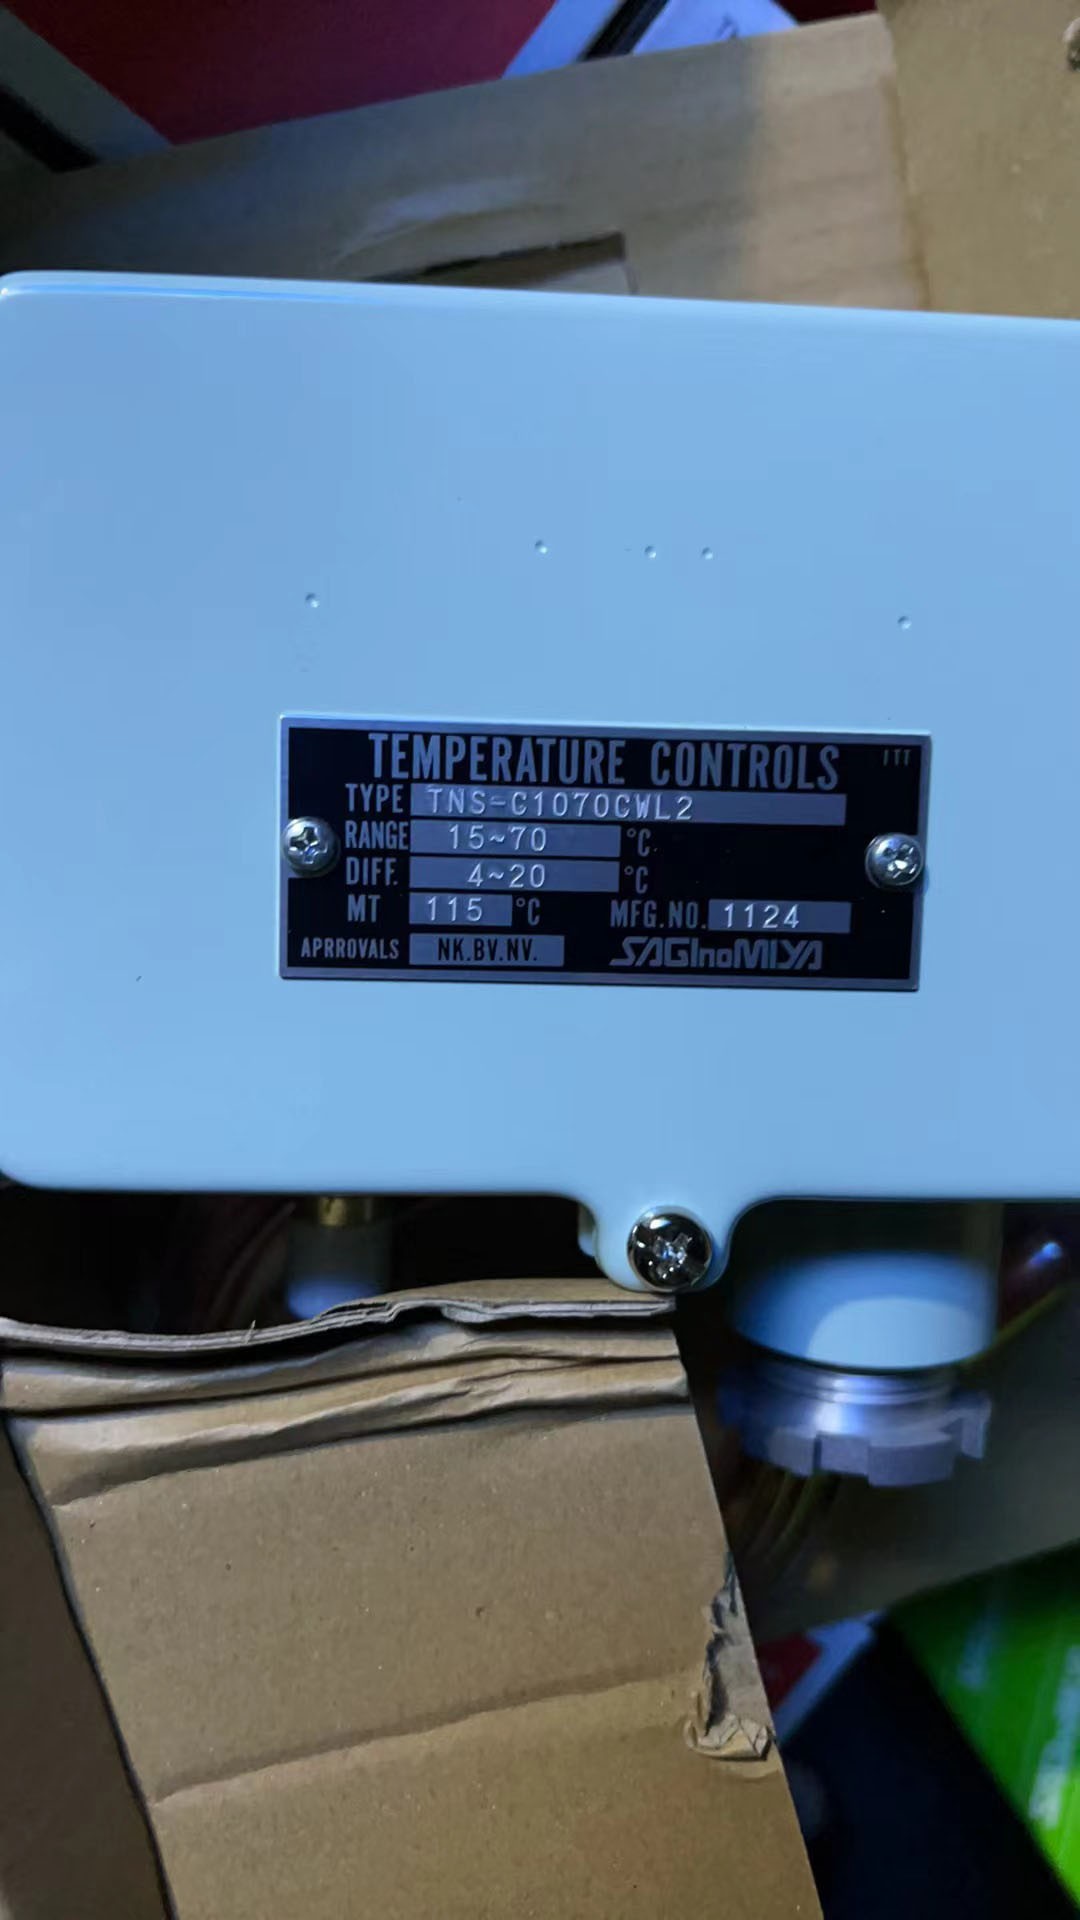 TEMPERATURE CONTROLS
TYPE TNS-C1070CWL2
RANGE 15~70 °C
DIFF. 4~20 °C
MT 115 °C MFG.NO. 1124
APRROVALS NK.BV.NV. SAGInoMIYA